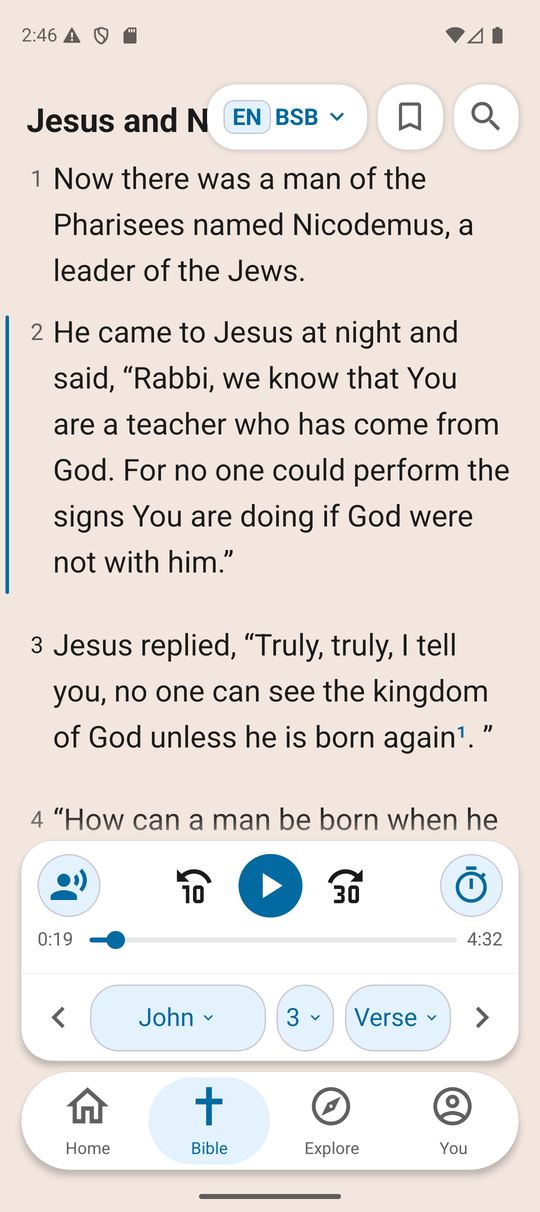 2:46
Jesus and N
EN BSB
1 Now there was a man of the
Pharisees named Nicodemus, a
leader of the Jews.
2 He came to Jesus at night and
said, “Rabbi, we know that You
are a teacher who has come from
God. For no one could perform the
signs You are doing if God were
not with him.”
3 Jesus replied, “Truly, truly, I tell
you, no one can see the kingdom
of God unless he is born again¹. ”
4 “How can a man be born when he
10
30
0:19
4:32
John
3
Verse
Home
Bible
Explore
You